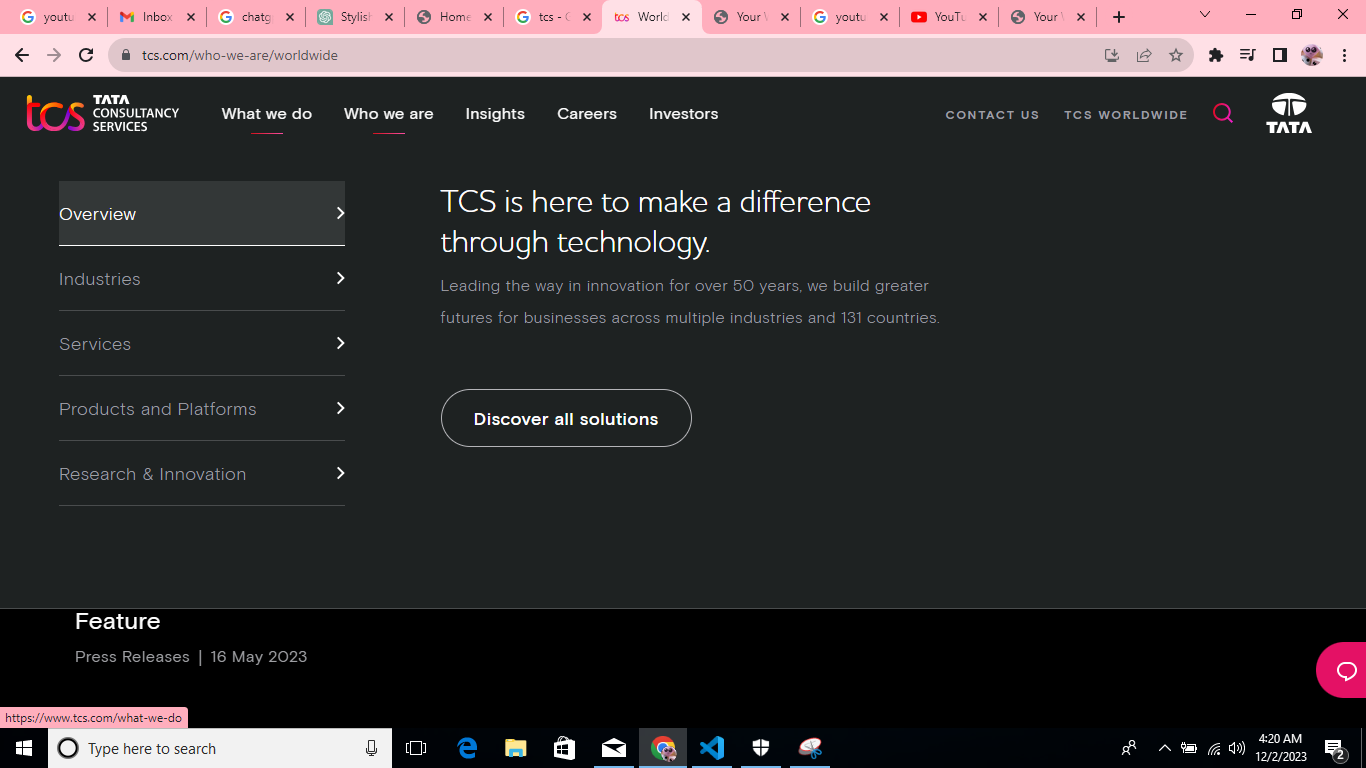 youtu
Inbox
chatg
Stylish
Home
tcs - G
World
Your
youtu
YouTu
Your
tcs.com/who-we-are/worldwide
tcs TATA CONSULTANCY SERVICES
What we do Who we are Insights Careers Investors CONTACT US TCS WORLDWIDE TATA
Overview
Industries
Services
Products and Platforms
Research & Innovation
TCS is here to make a difference
through technology.
Leading the way in innovation for over 50 years, we build greater
futures for businesses across multiple industries and 131 countries.
Discover all solutions
Feature
Press Releases | 16 May 2023
https://www.tcs.com/what-we-do
Type here to search
4:20 AM
12/2/2023
2